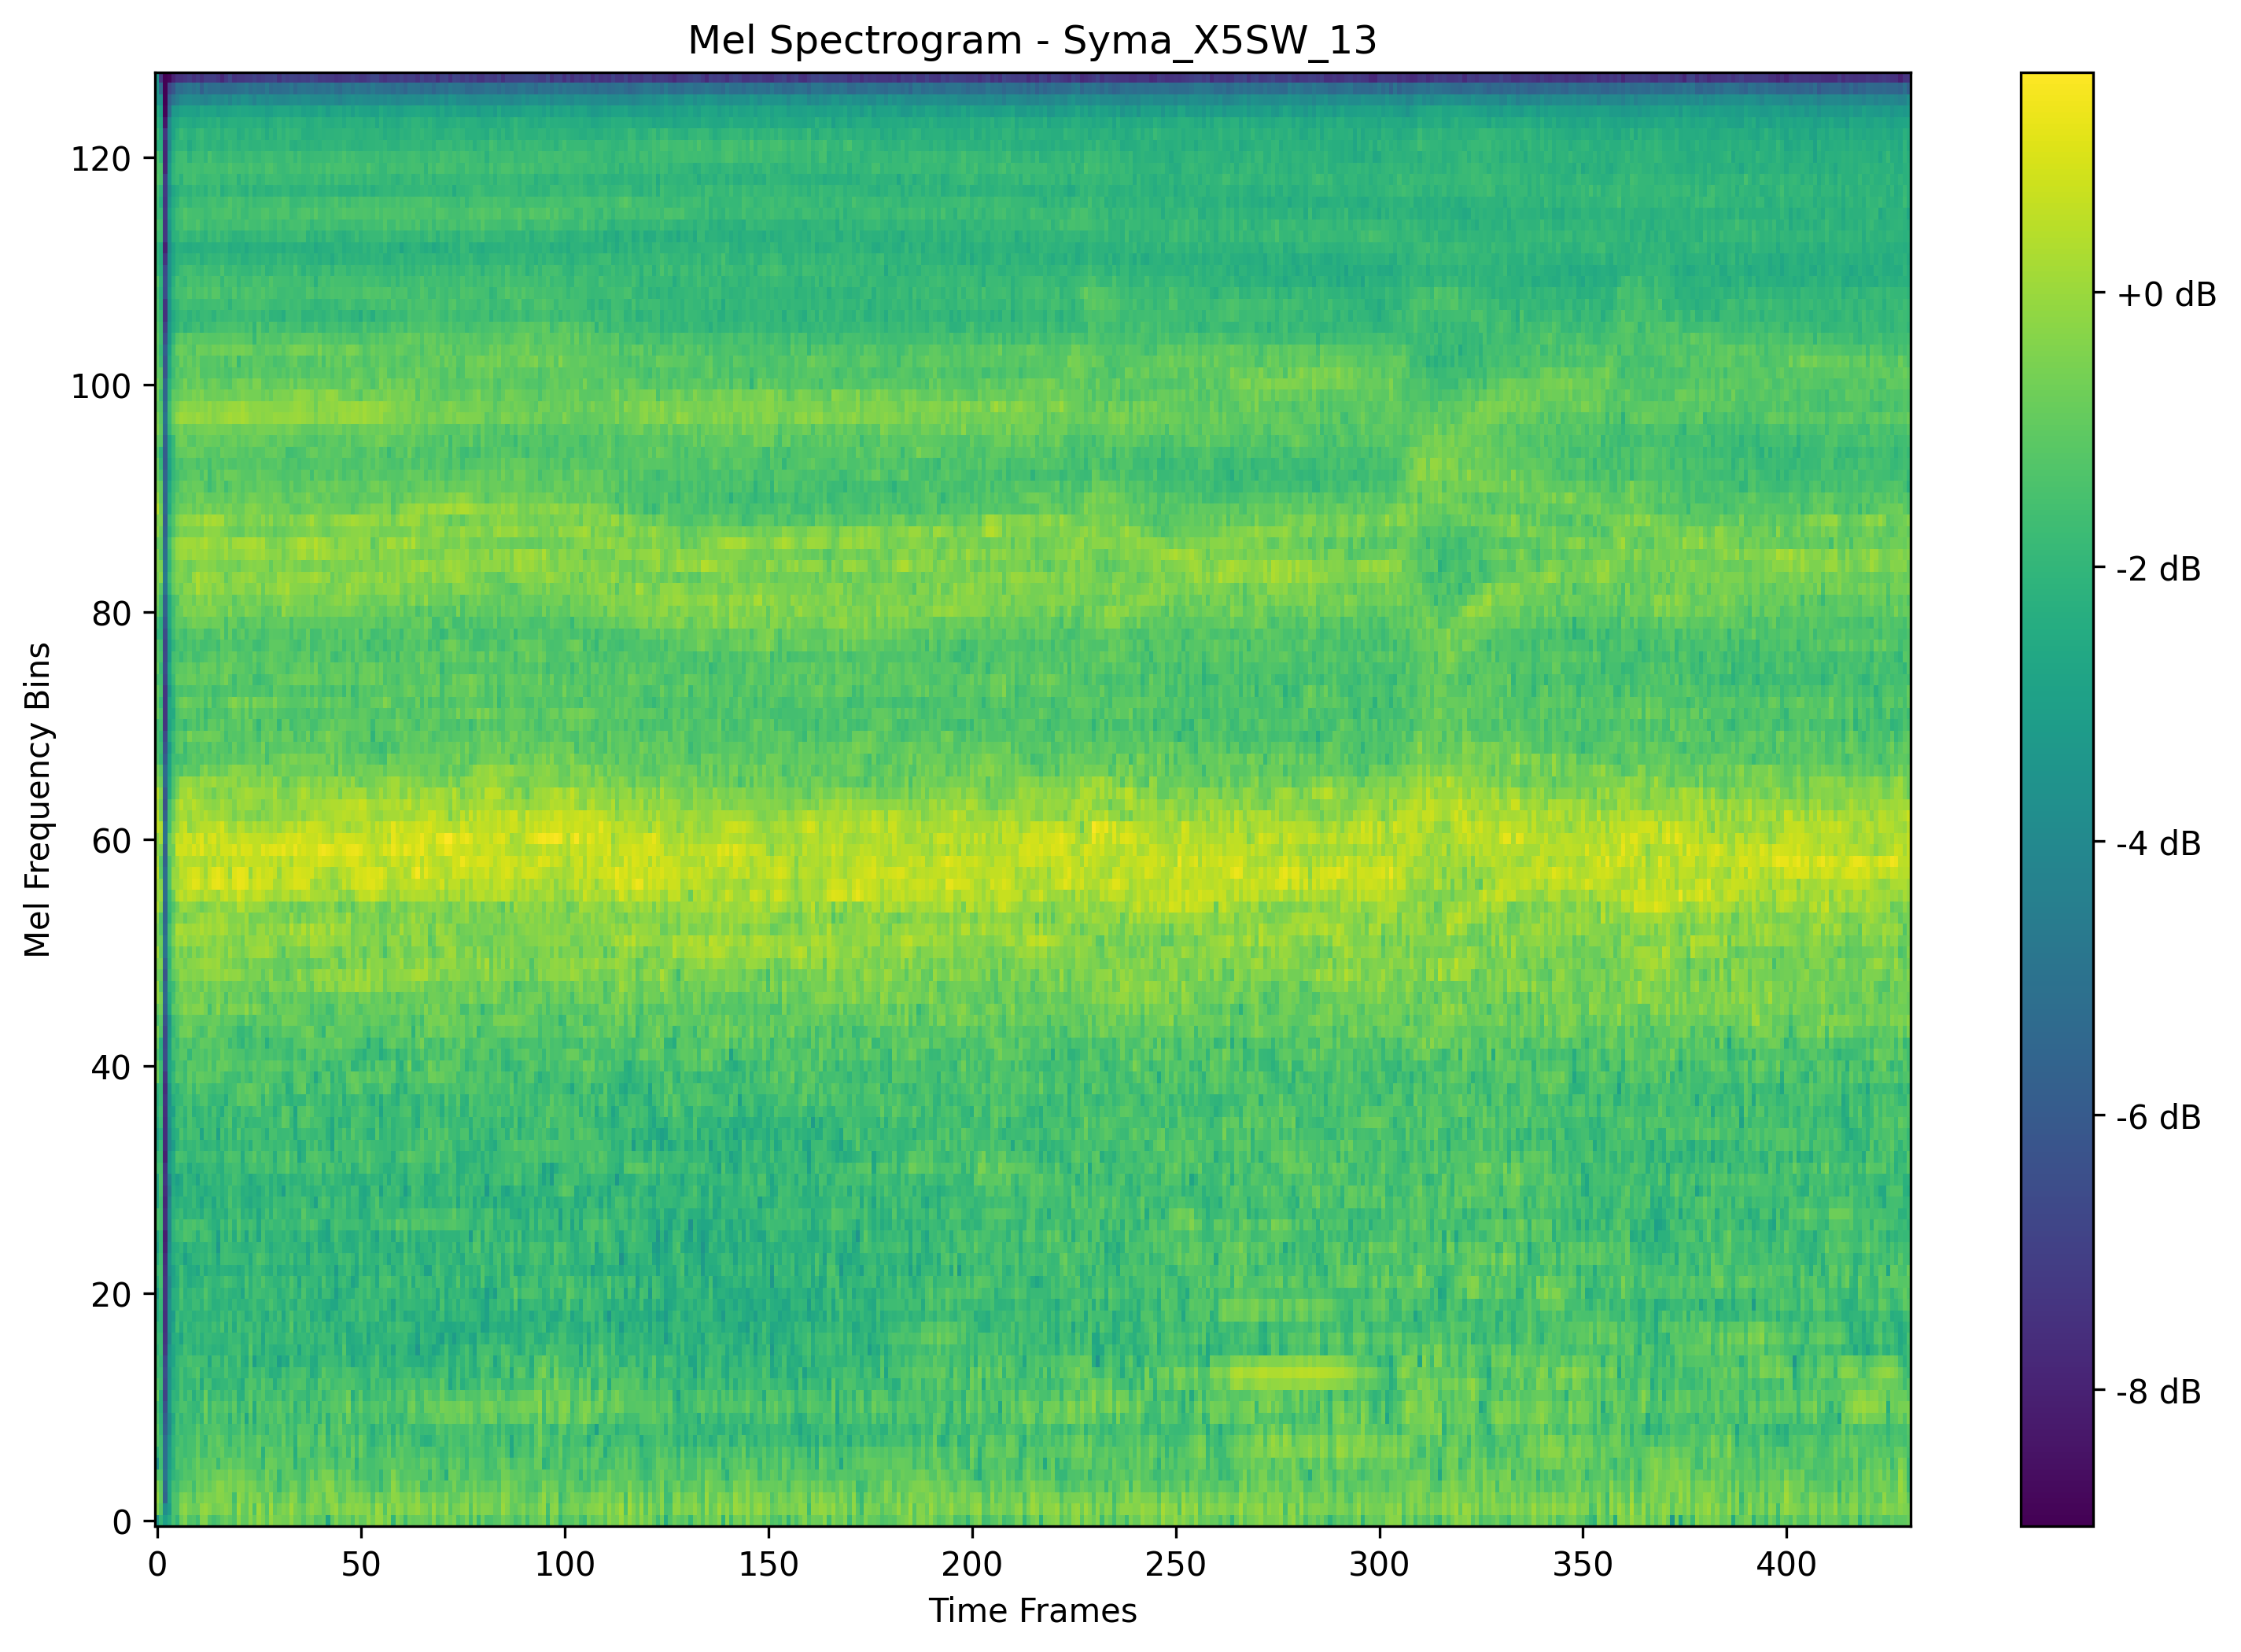 Mel Spectrogram - Syma_X5SW_13
Mel Frequency Bins
120
100
80
60
40
20
0
0 50 100 150 200 250 300 350 400
Time Frames
+0 dB
-2 dB
-4 dB
-6 dB
-8 dB